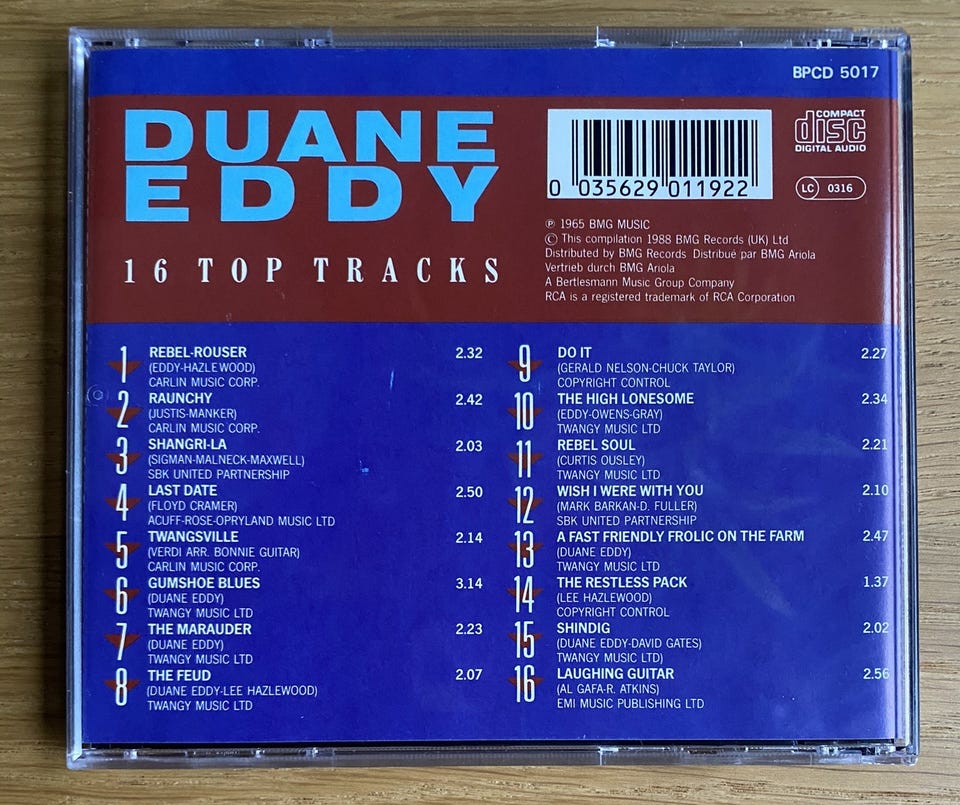 BPCD 5017
DUANE
EDDY
16 TOP TRACKS
0 035629 011922
COMPACT
disc
DIGITAL AUDIO
LC 0316
℗ 1965 BMG MUSIC
© This compilation 1988 BMG Records (UK) Ltd
Distributed by BMG Records Distribué par BMG Ariola
Vertrieb durch BMG Ariola
A Bertlesmann Music Group Company
RCA is a registered trademark of RCA Corporation
1 REBEL-ROUSER 2.32
(EDDY-HAZLEWOOD)
CARLIN MUSIC CORP.
2 RAUNCHY 2.42
(JUSTIS-MANKER)
CARLIN MUSIC CORP.
3 SHANGRI-LA 2.03
(SIGMAN-MALNECK-MAXWELL)
SBK UNITED PARTNERSHIP
4 LAST DATE 2.50
(FLOYD CRAMER)
ACUFF-ROSE-OPRYLAND MUSIC LTD
5 TWANGSVILLE 2.14
(VERDI ARR. BONNIE GUITAR)
CARLIN MUSIC CORP.
6 GUMSHOE BLUES 3.14
(DUANE EDDY)
TWANGY MUSIC LTD
7 THE MARAUDER 2.23
(DUANE EDDY)
TWANGY MUSIC LTD
8 THE FEUD 2.07
(DUANE EDDY-LEE HAZLEWOOD)
TWANGY MUSIC LTD
9 DO IT 2.27
(GERALD NELSON-CHUCK TAYLOR)
COPYRIGHT CONTROL
10 THE HIGH LONESOME 2.34
(EDDY-OWENS-GRAY)
TWANGY MUSIC LTD
11 REBEL SOUL 2.21
(CURTIS OUSLEY)
TWANGY MUSIC LTD
12 WISH I WERE WITH YOU 2.10
(MARK BARKAN-D. FULLER)
SBK UNITED PARTNERSHIP
13 A FAST FRIENDLY FROLIC ON THE FARM 2.47
(DUANE EDDY)
TWANGY MUSIC LTD
14 THE RESTLESS PACK 1.37
(LEE HAZLEWOOD)
COPYRIGHT CONTROL
15 SHINDIG 2.02
(DUANE EDDY-DAVID GATES)
TWANGY MUSIC LTD)
16 LAUGHING GUITAR 2.56
(AL GAFA-R. ATKINS)
EMI MUSIC PUBLISHING LTD